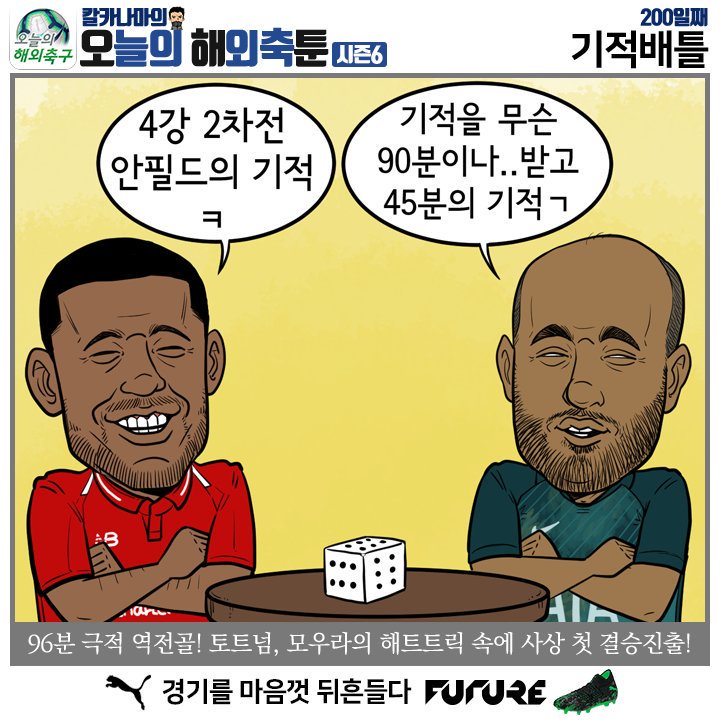 오늘의
해외축구
칼카나마의
오늘의 해외축툰 시즌6
200일째
기적배틀
4강 2차전
안필드의 기적
ㅋ
기적을 무슨
90분이나..받고
45분의 기적ㄱ
B
AIA
96분 극적 역전골! 토트넘, 모우라의 해트트릭 속에 사상 첫 결승진출!
경기를 마음껏 뒤흔들다 FUTURE